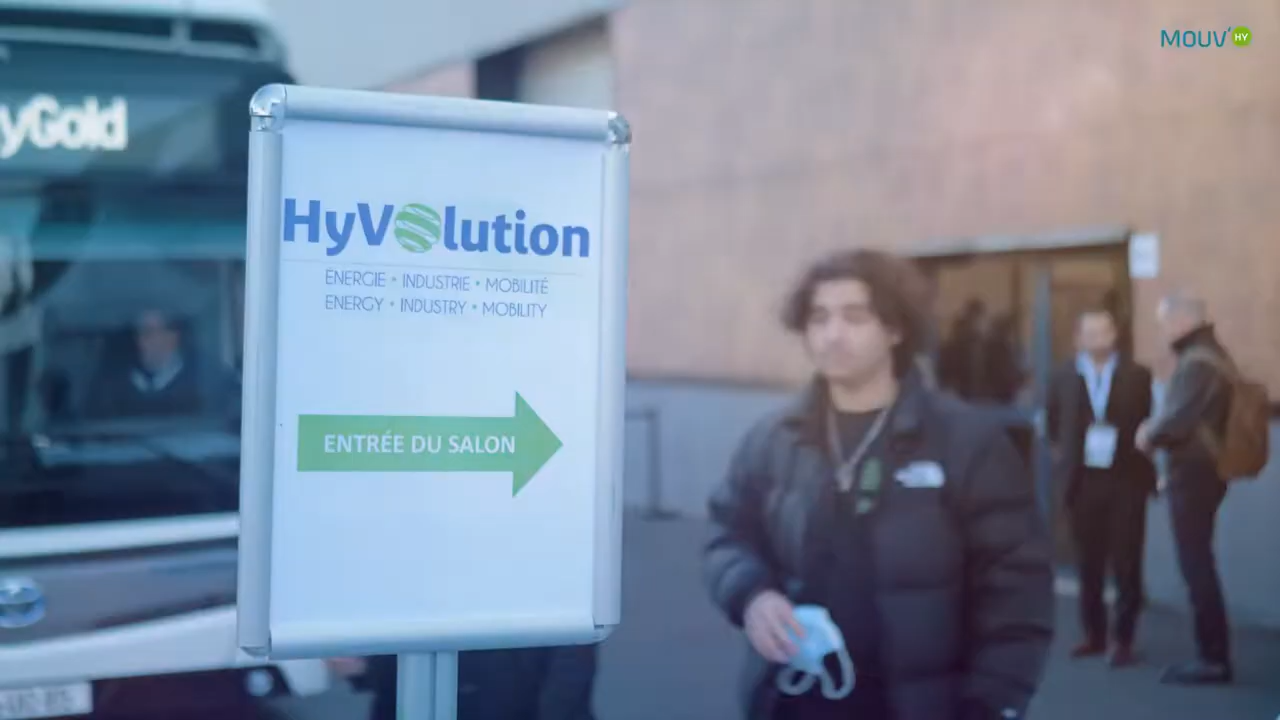 MOUV'HY
yGold
HyVolution
ÉNERGIE • INDUSTRIE • MOBILITÉ
ENERGY • INDUSTRY • MOBILITY
ENTRÉE DU SALON